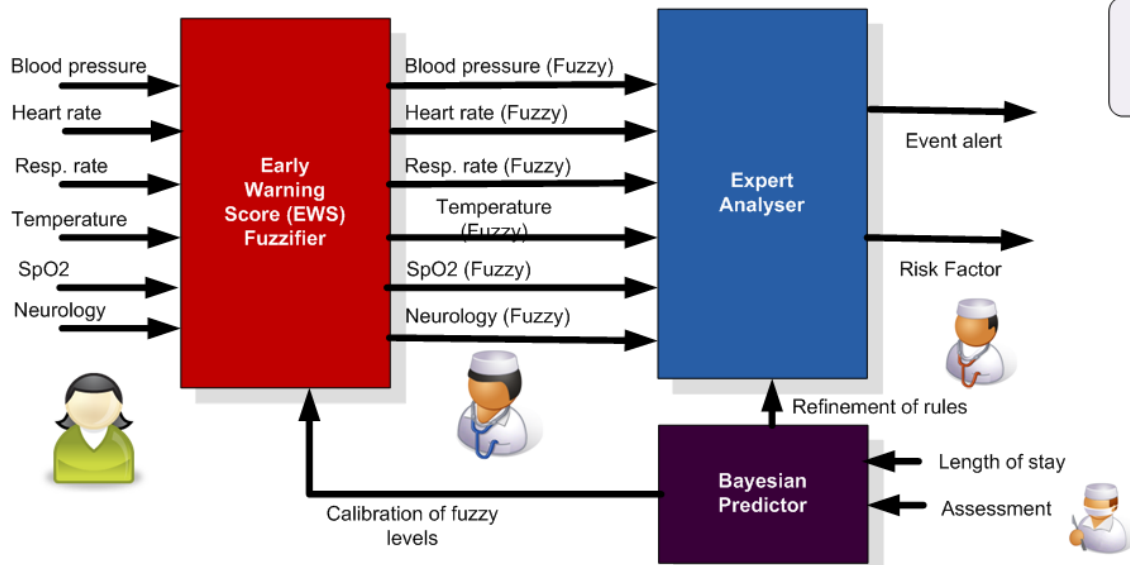 Blood pressure
Heart rate
Resp. rate
Temperature
SpO2
Neurology
Early
Warning
Score (EWS)
Fuzzifier
Blood pressure (Fuzzy)
Heart rate (Fuzzy)
Resp. rate (Fuzzy)
Temperature
(Fuzzy)
SpO2 (Fuzzy)
Neurology (Fuzzy)
Expert
Analyser
Event alert
Risk Factor
Refinement of rules
Bayesian
Predictor
Length of stay
Assessment
Calibration of fuzzy
levels